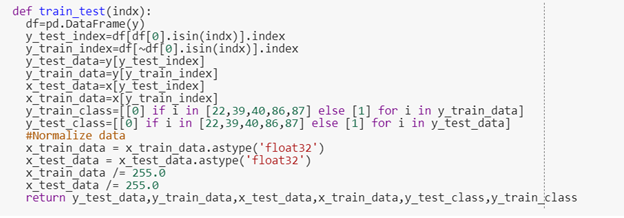 def train_test(indx):
df=pd.DataFrame(y)
y_test_index=df[df[0].isin(indx)].index
y_train_index=df[~df[0].isin(indx)].index
y_test_data=y[y_test_index]
y_train_data=y[y_train_index]
x_test_data=x[y_test_index]
x_train_data=x[y_train_index]
y_train_class=[[0] if i in [22,39,40,86,87] else [1] for i in y_train_data]
y_test_class=[[0] if i in [22,39,40,86,87] else [1] for i in y_test_data]
#Normalize data
x_train_data = x_train_data.astype('float32')
x_test_data = x_test_data.astype('float32')
x_train_data /= 255.0
x_test_data /= 255.0
return y_test_data,y_train_data,x_test_data,x_train_data,y_test_class,y_train_class